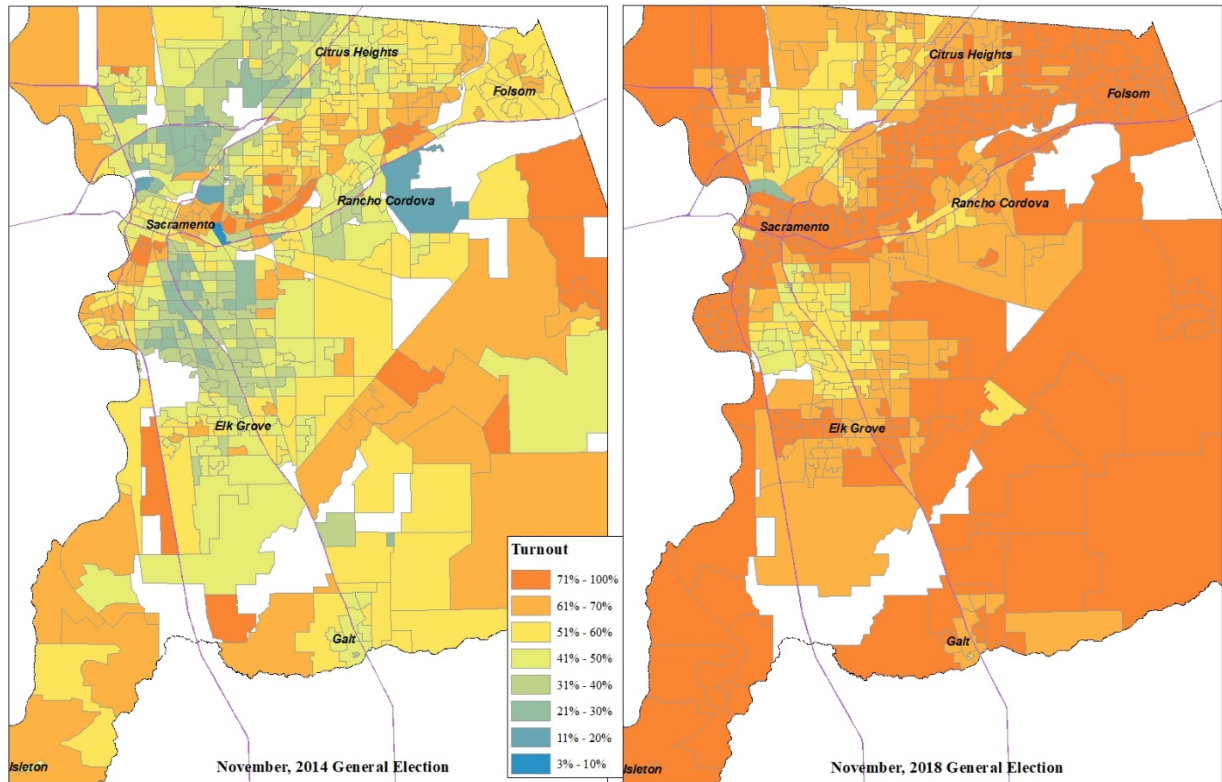 Citrus Heights
Folsom
Rancho Cordova
Sacramento
Elk Grove
Galt
Isleton
November, 2014 General Election
Turnout
71% - 100%
61% - 70%
51% - 60%
41% - 50%
31% - 40%
21% - 30%
11% - 20%
3% - 10%
Citrus Heights
Folsom
Rancho Cordova
Sacramento
Elk Grove
Galt
Isleton
November, 2018 General Election